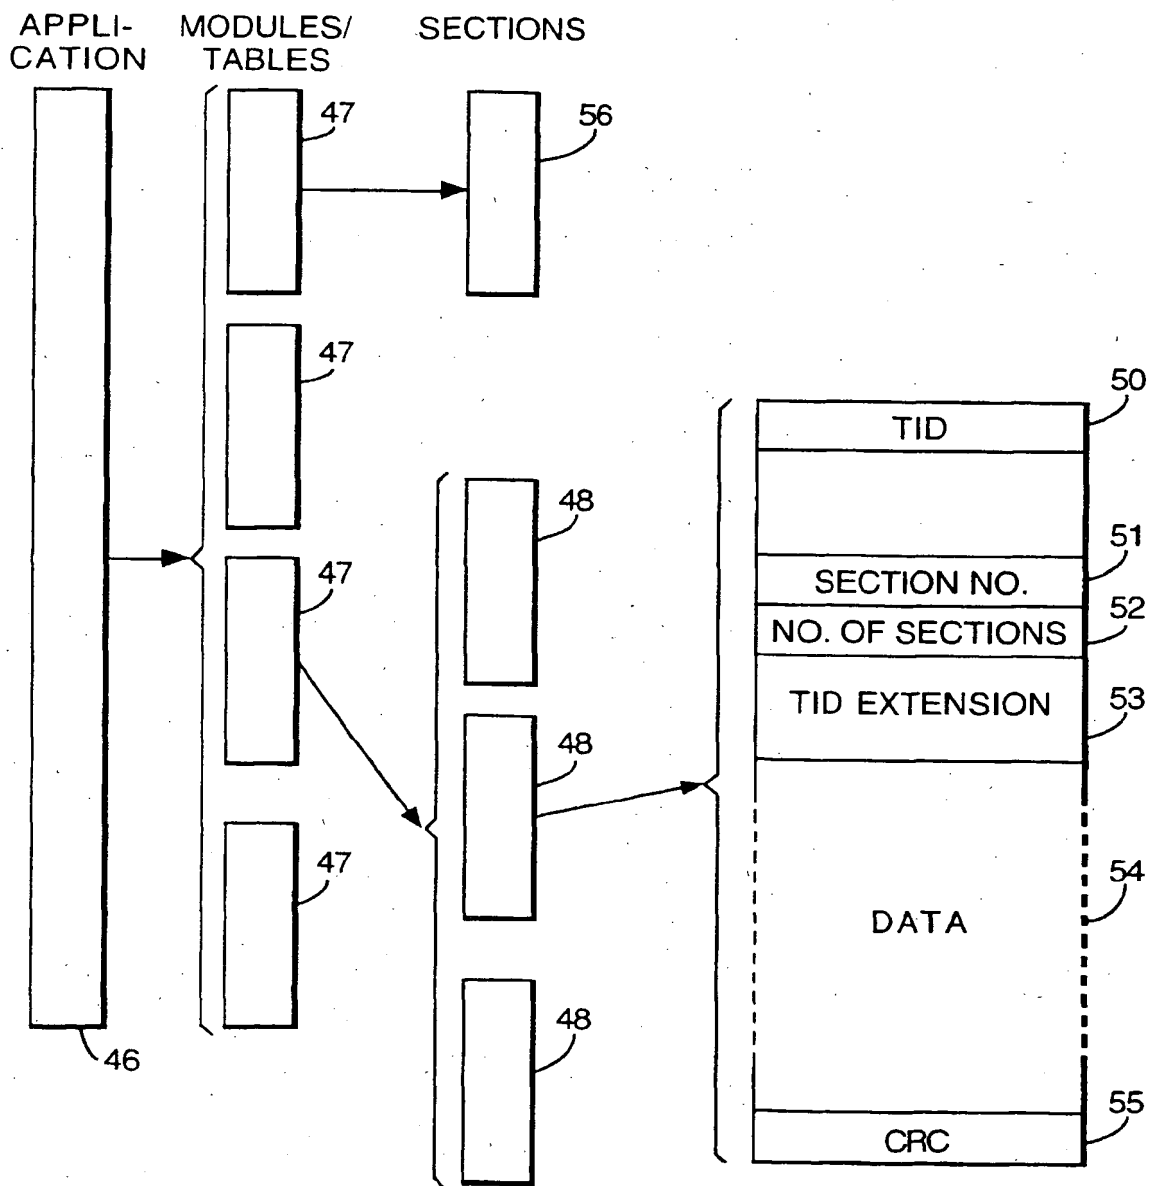 APPLI-
CATION
MODULES/
TABLES
SECTIONS
47
56
47
50
TID
48
51
SECTION NO.
47
52
NO. OF SECTIONS
53
TID EXTENSION
48
47
54
DATA
48
46
55
CRC